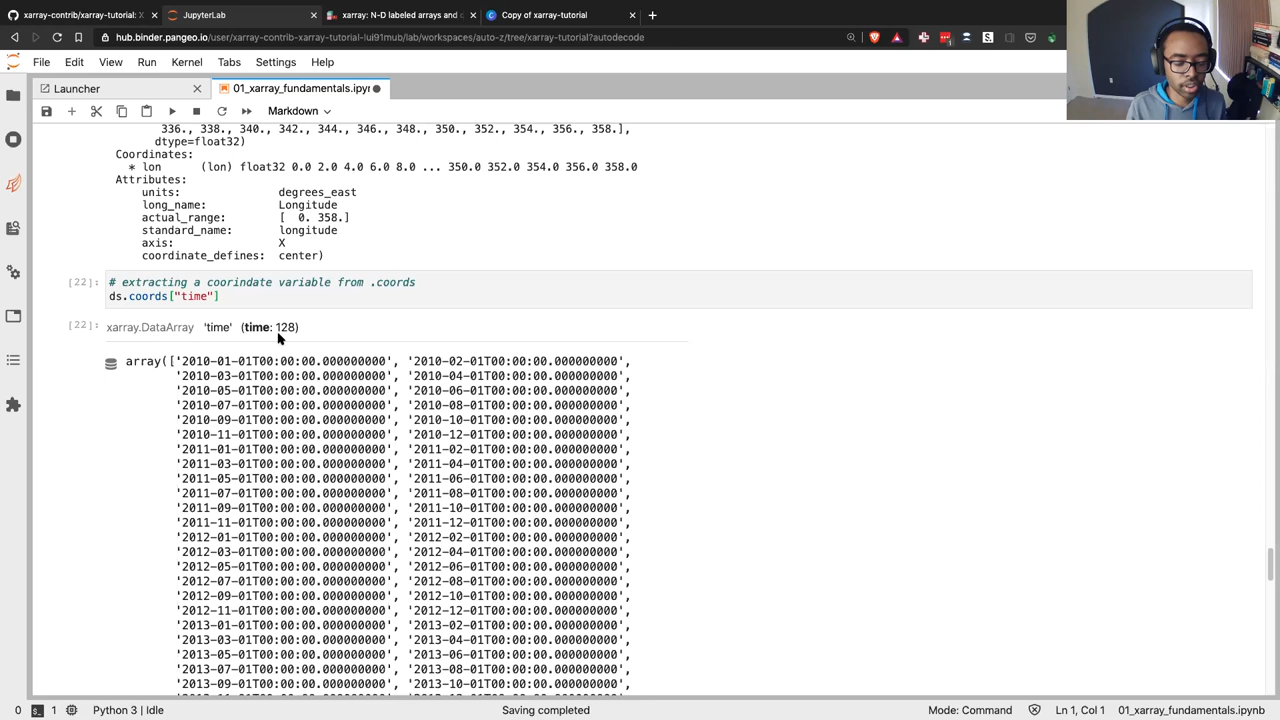 xarray-contrib/xarray-tutorial: X
JupyterLab
xarray: N-D labeled arrays and
Copy of xarray-tutorial
hub.binder.pangeo.io/user/xarray-contrib-xarray-tutorial-lui91mub/lab/workspaces/auto-z/tree/xarray-tutorial?autodecode
File Edit View Run Kernel Tabs Settings Help
Launcher
01_xarray_fundamentals.ipyn
Markdown
336., 338., 340., 342., 344., 346., 348., 350., 352., 354., 356., 358.],
dtype=float32)
Coordinates:
* lon (lon) float32 0.0 2.0 4.0 6.0 8.0 ... 350.0 352.0 354.0 356.0 358.0
Attributes:
units: degrees_east
long_name: Longitude
actual_range: [ 0. 358.]
standard_name: longitude
axis: X
coordinate_defines: center)
[22]: # extracting a coorindate variable from .coords
ds.coords["time"]
[22]: xarray.DataArray 'time' (time: 128)
array(['2010-01-01T00:00:00.000000000', '2010-02-01T00:00:00.000000000',
'2010-03-01T00:00:00.000000000', '2010-04-01T00:00:00.000000000',
'2010-05-01T00:00:00.000000000', '2010-06-01T00:00:00.000000000',
'2010-07-01T00:00:00.000000000', '2010-08-01T00:00:00.000000000',
'2010-09-01T00:00:00.000000000', '2010-10-01T00:00:00.000000000',
'2010-11-01T00:00:00.000000000', '2010-12-01T00:00:00.000000000',
'2011-01-01T00:00:00.000000000', '2011-02-01T00:00:00.000000000',
'2011-03-01T00:00:00.000000000', '2011-04-01T00:00:00.000000000',
'2011-05-01T00:00:00.000000000', '2011-06-01T00:00:00.000000000',
'2011-07-01T00:00:00.000000000', '2011-08-01T00:00:00.000000000',
'2011-09-01T00:00:00.000000000', '2011-10-01T00:00:00.000000000',
'2011-11-01T00:00:00.000000000', '2011-12-01T00:00:00.000000000',
'2012-01-01T00:00:00.000000000', '2012-02-01T00:00:00.000000000',
'2012-03-01T00:00:00.000000000', '2012-04-01T00:00:00.000000000',
'2012-05-01T00:00:00.000000000', '2012-06-01T00:00:00.000000000',
'2012-07-01T00:00:00.000000000', '2012-08-01T00:00:00.000000000',
'2012-09-01T00:00:00.000000000', '2012-10-01T00:00:00.000000000',
'2012-11-01T00:00:00.000000000', '2012-12-01T00:00:00.000000000',
'2013-01-01T00:00:00.000000000', '2013-02-01T00:00:00.000000000',
'2013-03-01T00:00:00.000000000', '2013-04-01T00:00:00.000000000',
'2013-05-01T00:00:00.000000000', '2013-06-01T00:00:00.000000000',
'2013-07-01T00:00:00.000000000', '2013-08-01T00:00:00.000000000',
'2013-09-01T00:00:00.000000000', '2013-10-01T00:00:00.000000000',
0 1 Python 3 | Idle Saving completed Mode: Command Ln 1, Col 1 01_xarray_fundamentals.ipynb